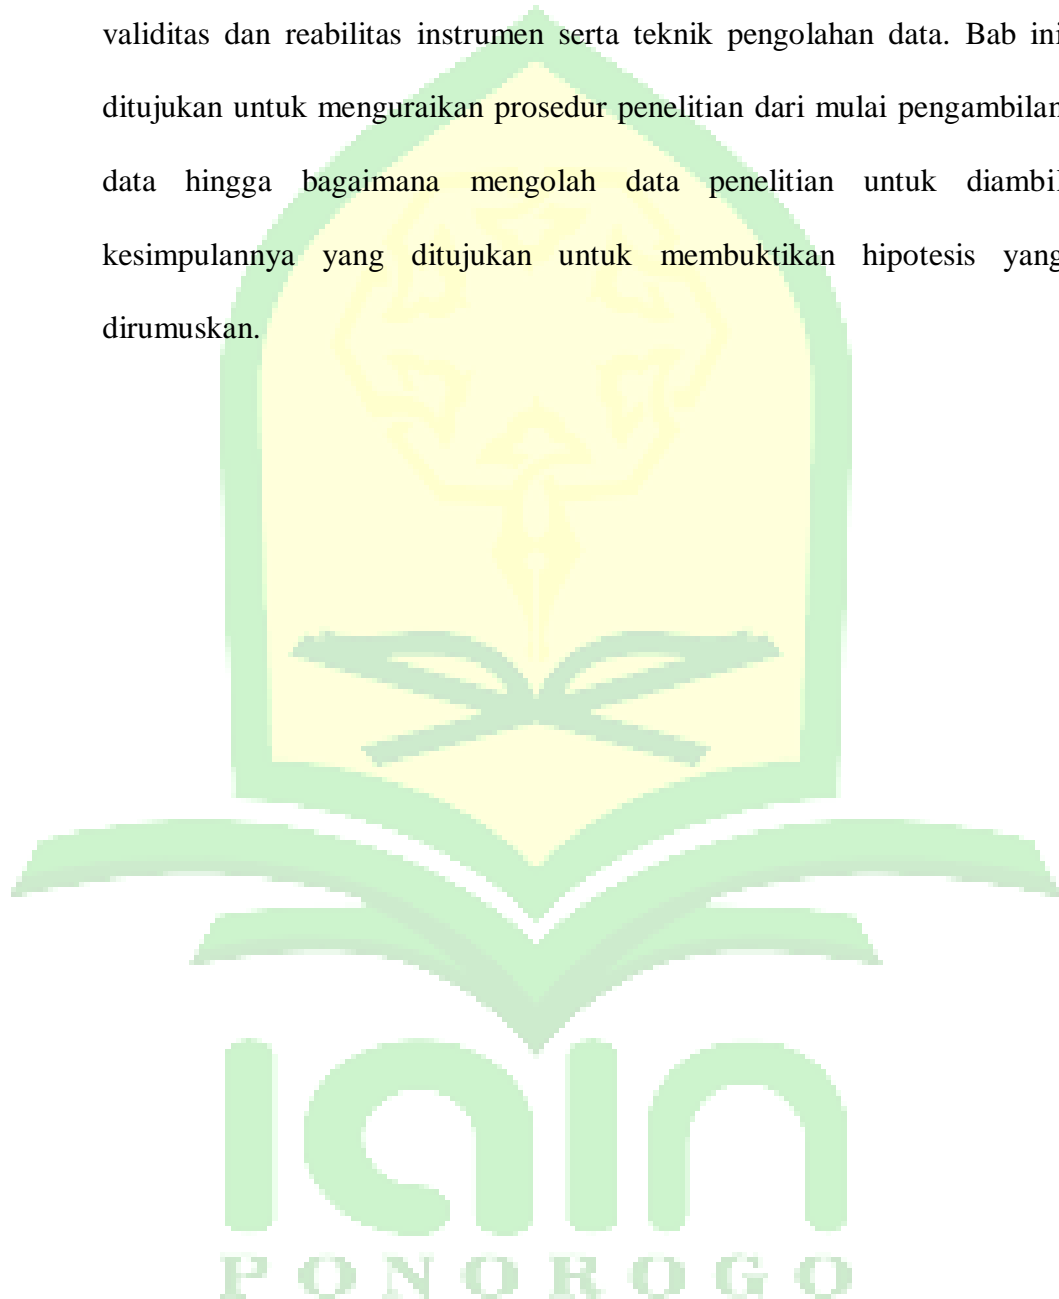 validitas dan reabilitas instrumen serta teknik pengolahan data. Bab ini
ditujukan untuk menguraikan prosedur penelitian dari mulai pengambilan
data hingga bagaimana mengolah data penelitian untuk diambil
kesimpulannya yang ditujukan untuk membuktikan hipotesis yang
dirumuskan.
iain
PONOROGO